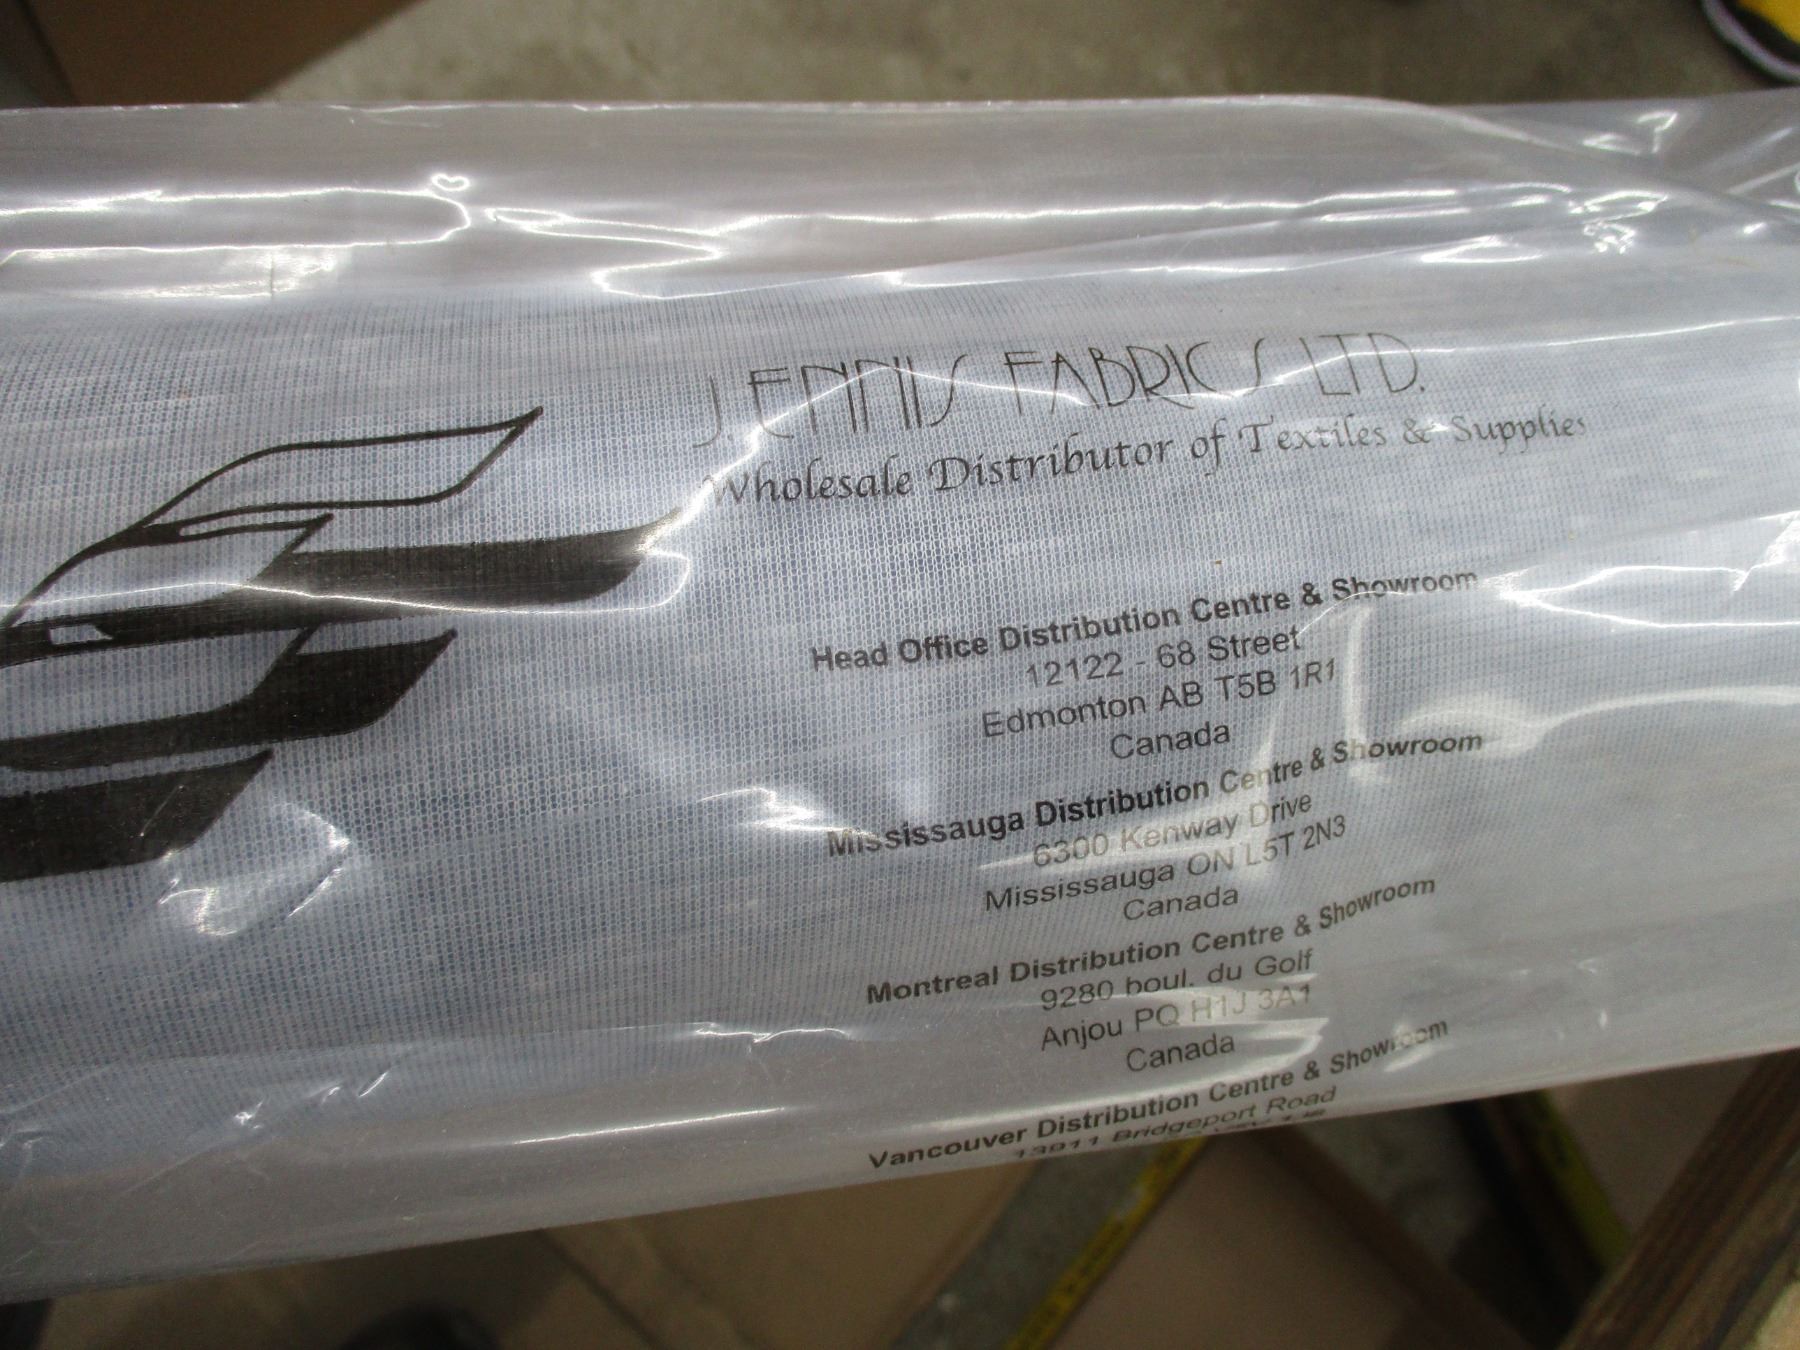 J. ENNIS FABRICS LTD.
Wholesale Distributor of Textiles & Supplies
Head Office Distribution Centre & Showroom
12122 - 68 Street
Edmonton AB T5B 1R1
Canada
Mississauga Distribution Centre & Showroom
6300 Kenway Drive
Mississauga ON L5T 2N3
Canada
Montreal Distribution Centre & Showroom
9280 boul. du Golf
Anjou PQ H1J 3A1
Canada
Vancouver Distribution Centre & Showroom
Bridgeport Road